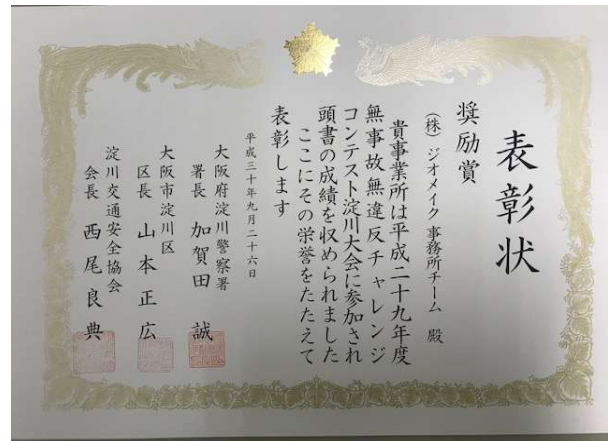 表彰状
奨励賞
(株) ジオメイク 事務所チーム 殿
貴事業所は平成二十九年度
無事故無違反チャレンジ
コンテスト淀川大会に参加され
頭書の成績を収められました
ここにその栄誉をたたえて
表彰します
平成三十年九月二十六日
大阪府淀川警察署
署長 加賀田 誠
大阪市淀川区
区長 山本正広
淀川交通安全協会
会長 西尾良典